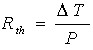 R_th = ΔT / P